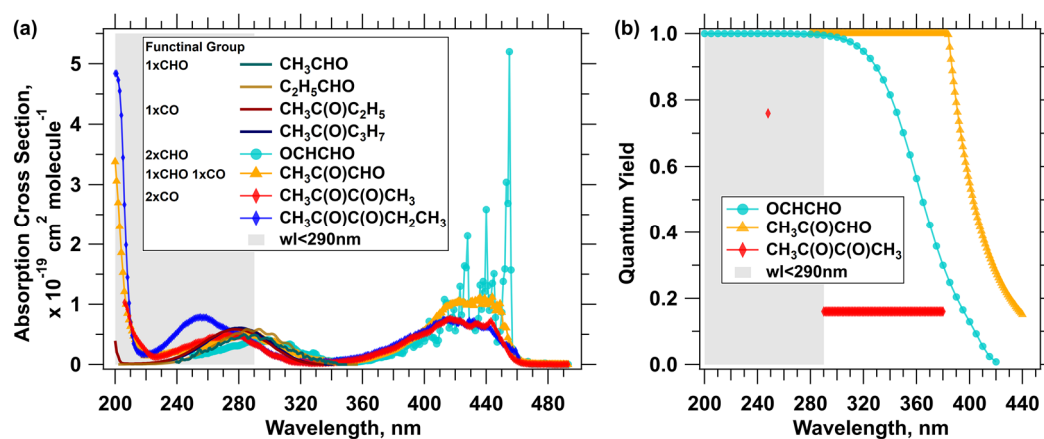 (a)
Absorption Cross Section,
x 10⁻¹⁹ cm² molecule⁻¹
5
4
3
2
1
0
Functinal Group
1xCHO
CH₃CHO
C₂H₅CHO
1xCO
CH₃C(O)C₂H₅
CH₃C(O)C₃H₇
2xCHO
OCHCHO
1xCHO 1xCO
CH₃C(O)CHO
2xCO
CH₃C(O)C(O)CH₃
CH₃C(O)C(O)CH₂CH₃
wl<290nm
200 240 280 320 360 400 440 480
Wavelength, nm
(b)
Quantum Yield
1.0
0.8
0.6
0.4
0.2
0.0
OCHCHO
CH₃C(O)CHO
CH₃C(O)C(O)CH₃
wl<290nm
200 240 280 320 360 400 440
Wavelength, nm